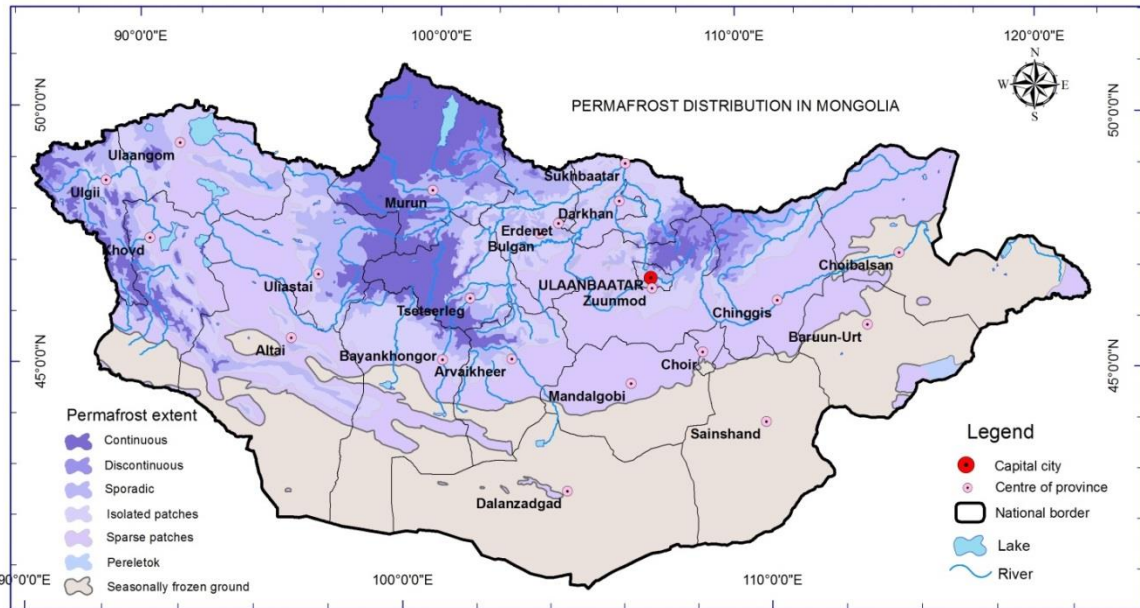 90°0'0"E
100°0'0"E
110°0'0"E
120°0'0"E
N
W
E
S
50°0'0"N
50°0'0"N
PERMAFROST DISTRIBUTION IN MONGOLIA
Ulaangom
Ulgii
Sukhbaatar
Murun
Darkhan
Erdenet
Bulgan
Khovd
Choibalsan
Uliastai
ULAANBAATAR
Zuunmod
Tsetserleg
Chinggis
Baruun-Urt
Altai
Bayankhongor
Arvaikheer
Choir
45°0'0"N
45°0'0"N
Mandalgobi
Sainshand
Dalanzadgad
Permafrost extent
Continuous
Discontinuous
Sporadic
Isolated patches
Sparse patches
Pereletok
Seasonally frozen ground
Legend
Capital city
Centre of province
National border
Lake
River
90°0'0"E
100°0'0"E
110°0'0"E